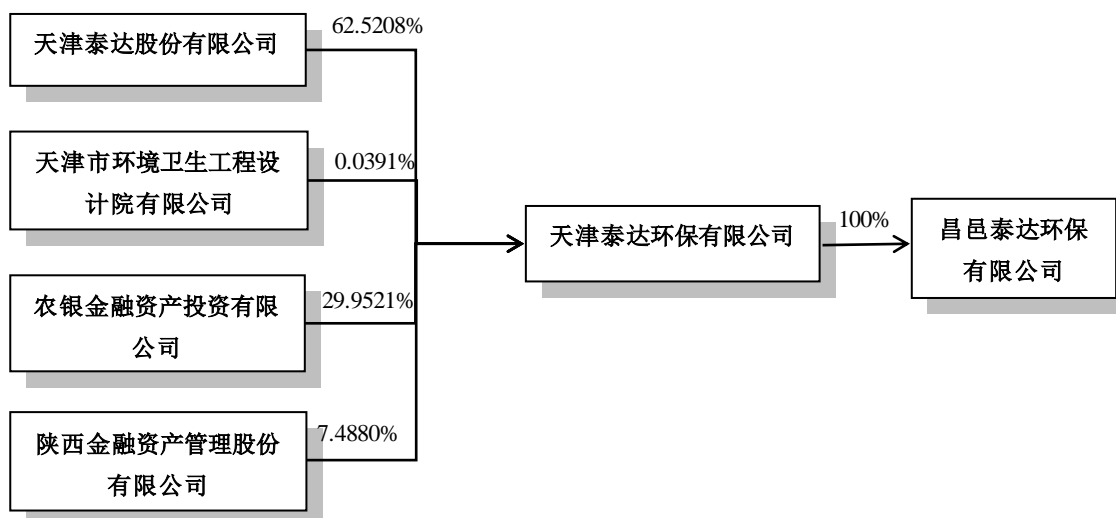 天津泰达股份有限公司
62.5208%
天津市环境卫生工程设
计院有限公司
0.0391%
农银金融资产投资有限
公司
29.9521%
陕西金融资产管理股份
有限公司
7.4880%
天津泰达环保有限公司
100%
昌邑泰达环保
有限公司